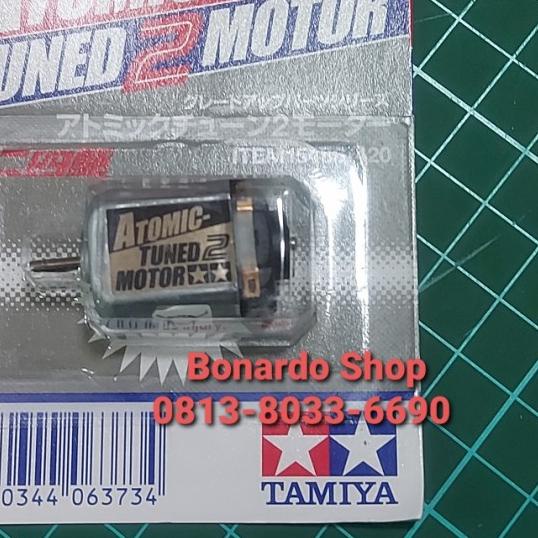 TUNED 2 MOTOR
グレードアップパーツシリーズ
アトミックチューン2モーター
ATOMIC-
TUNED 2
MOTOR
Bonardo Shop
0813-8033-6690
0344 063734
TAMIYA